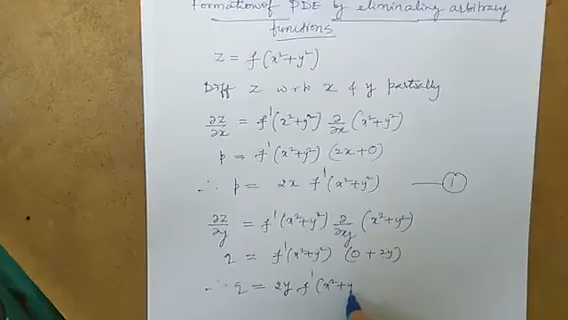 Formation of PDE by eliminating arbitrary
functions
z = f(x²+y²)
Diff z w r to x & y partially
∂z/∂x = f'(x²+y²) ∂/∂x (x²+y²)
p = f'(x²+y²) (2x+0)
∴ p = 2x f'(x²+y²) —①
∂z/∂y = f'(x²+y²) ∂/∂y (x²+y²)
q = f'(x²+y²) (0+2y)
∴ q = 2y f'(x²+y